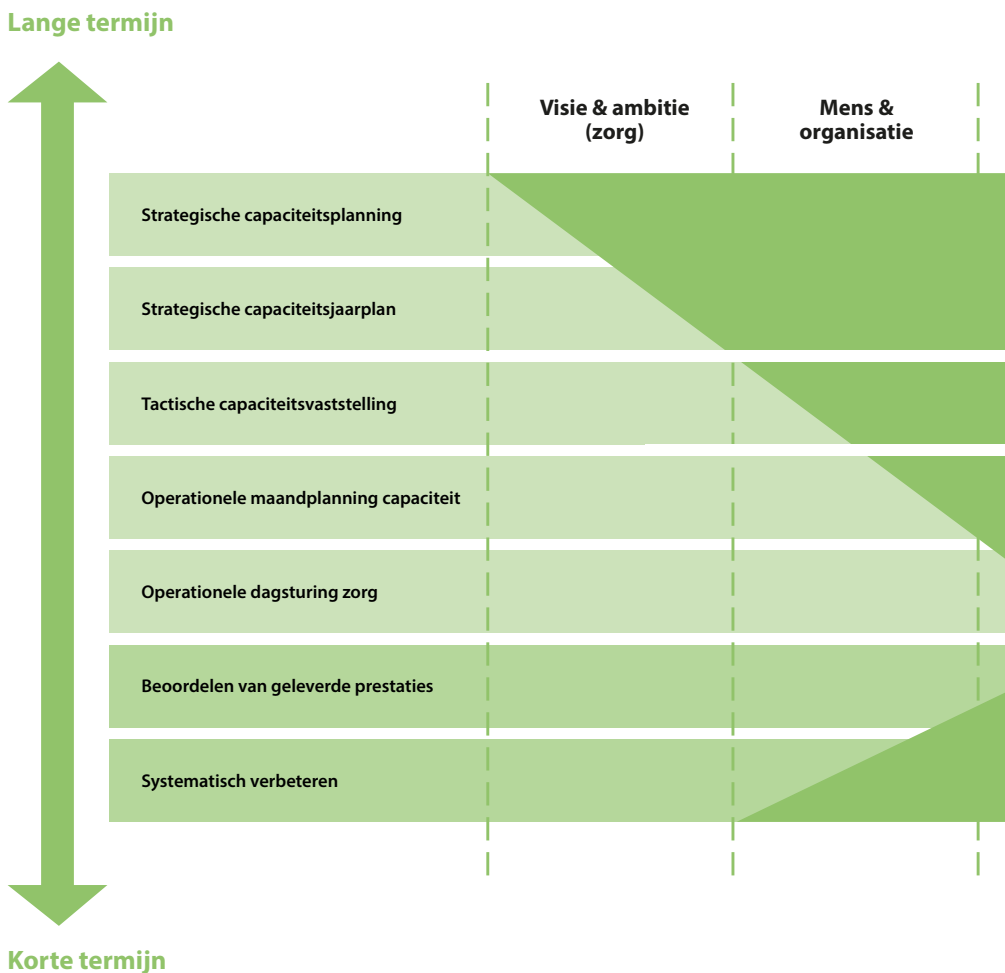 Lange termijn
Visie & ambitie
(zorg)
Mens &
organisatie
Strategische capaciteitsplanning
Strategische capaciteitsjaarplan
Tactische capaciteitsvaststelling
Operationele maandplanning capaciteit
Operationele dagsturing zorg
Beoordelen van geleverde prestaties
Systematisch verbeteren
Korte termijn